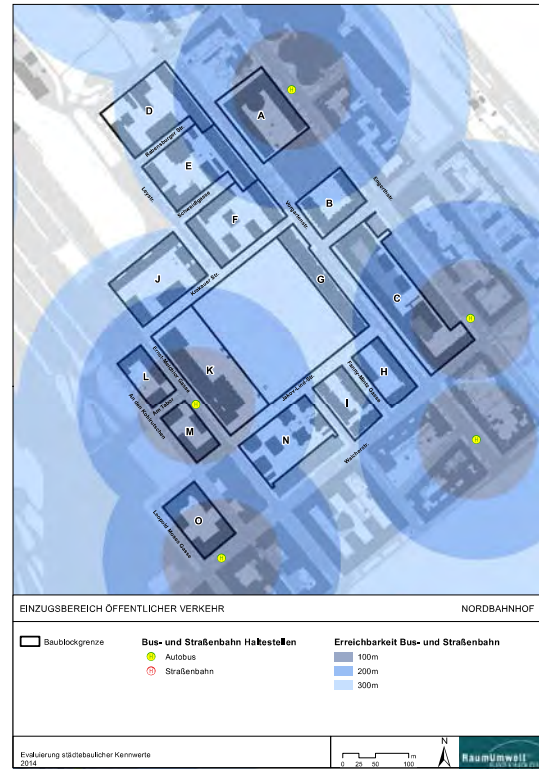 D
A
Rabensburger Str.
E
Leystr.
Schweidlgasse
B
Engerthstr.
F
Vorgartenstr.
J
G
C
Krakauer Str.
L
Ernst-Melchior Gasse
K
H
Fanny-Mintz Gasse
Am Tabor
An den Kohlrutschen
Jakov-Lind Str.
I
M
N
Walcherstr.
O
Leopold Moses Gasse
EINZUGSBEREICH ÖFFENTLICHER VERKEHR NORDBAHNHOF
Baublockgrenze
Bus- und Straßenbahn Haltestellen
H Autobus
H Straßenbahn
Erreichbarkeit Bus- und Straßenbahn
100m
200m
300m
Evaluierung städtebaulicher Kennwerte
2014
0 25 50 100 m
N
RaumUmwelt